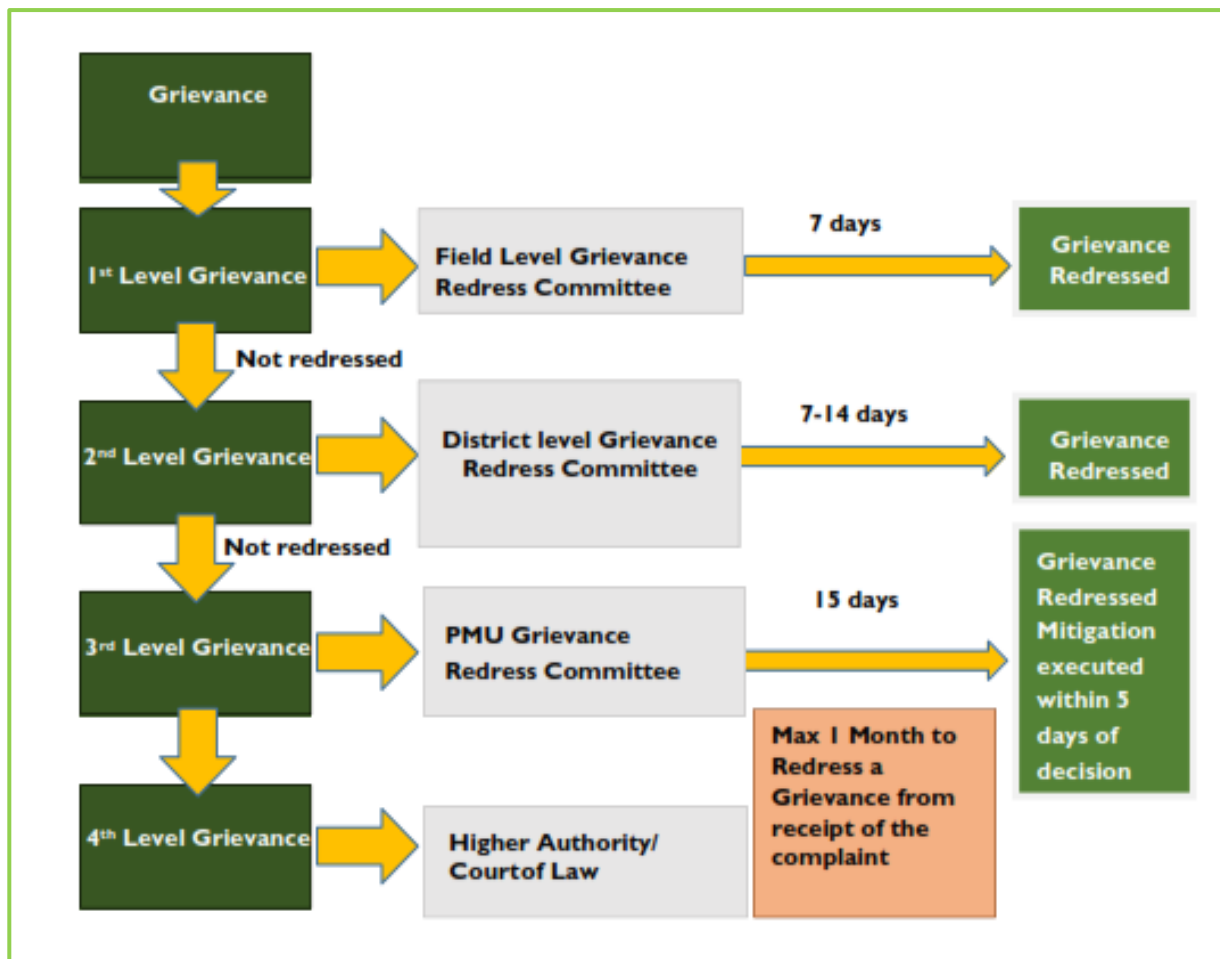 Grievance
1st Level Grievance
Field Level Grievance
Redress Committee
7 days
Grievance
Redressed
Not redressed
2nd Level Grievance
District level Grievance
Redress Committee
7-14 days
Grievance
Redressed
Not redressed
3rd Level Grievance
PMU Grievance
Redress Committee
15 days
Grievance
Redressed
Mitigation
executed
within 5
days of
decision
4th Level Grievance
Higher Authority/
Courtof Law
Max 1 Month to
Redress a
Grievance from
receipt of the
complaint